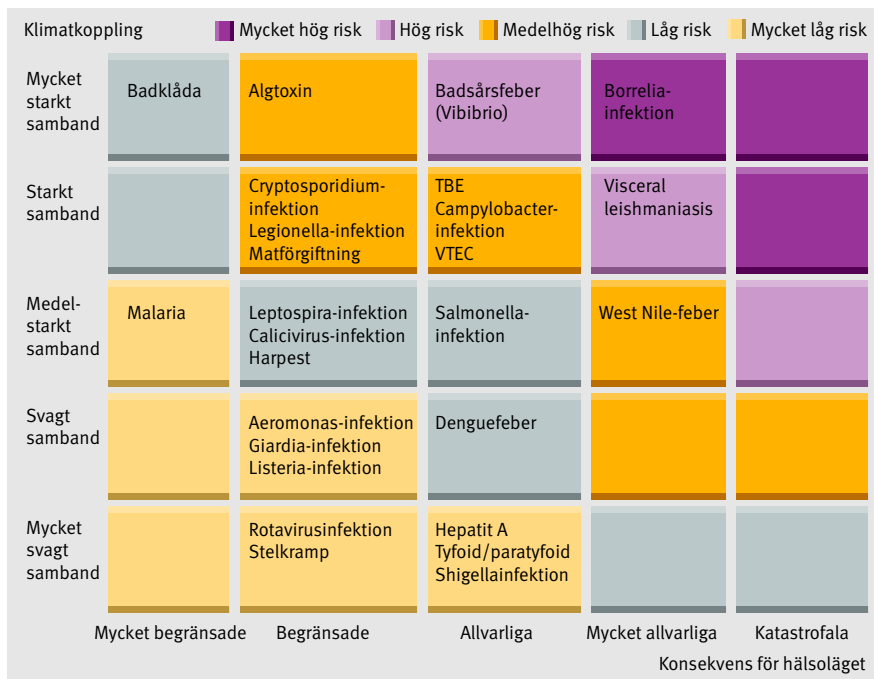 Klimatkoppling
Mycket hög risk
Hög risk
Medelhög risk
Låg risk
Mycket låg risk
Mycket
starkt
samband
Badklåda
Algtoxin
Badsårsfeber
(Vibibrio)
Borrelia-
infektion
Starkt
samband
Cryptosporidium-
infektion
Legionella-infektion
Matförgiftning
TBE
Campylobacter-
infektion
VTEC
Visceral
leishmaniasis
Medel-
starkt
samband
Malaria
Leptospira-infektion
Calicivirus-infektion
Harpest
Salmonella-
infektion
West Nile-feber
Svagt
samband
Aeromonas-infektion
Giardia-infektion
Listeria-infektion
Denguefeber
Mycket
svagt
samband
Rotavirusinfektion
Stelkramp
Hepatit A
Tyfoid/paratyfoid
Shigellainfektion
Mycket begränsade
Begränsade
Allvarliga
Mycket allvarliga
Katastrofala
Konsekvens för hälsoläget